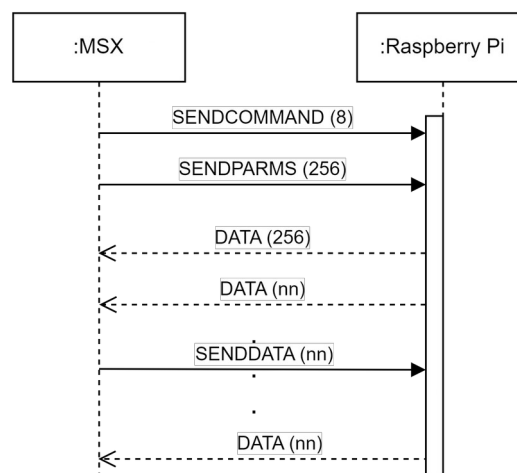 :MSX
:Raspberry Pi
SENDCOMMAND (8)
SENDPARMS (256)
DATA (256)
DATA (nn)
.
SENDDATA (nn)
.
.
DATA (nn)